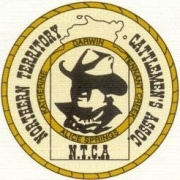 NORTHERN TERRITORY CATTLEMEN'S ASSOC
DARWIN
KATHERINE
TENNANT CREEK
ALICE SPRINGS
N.T.C.A